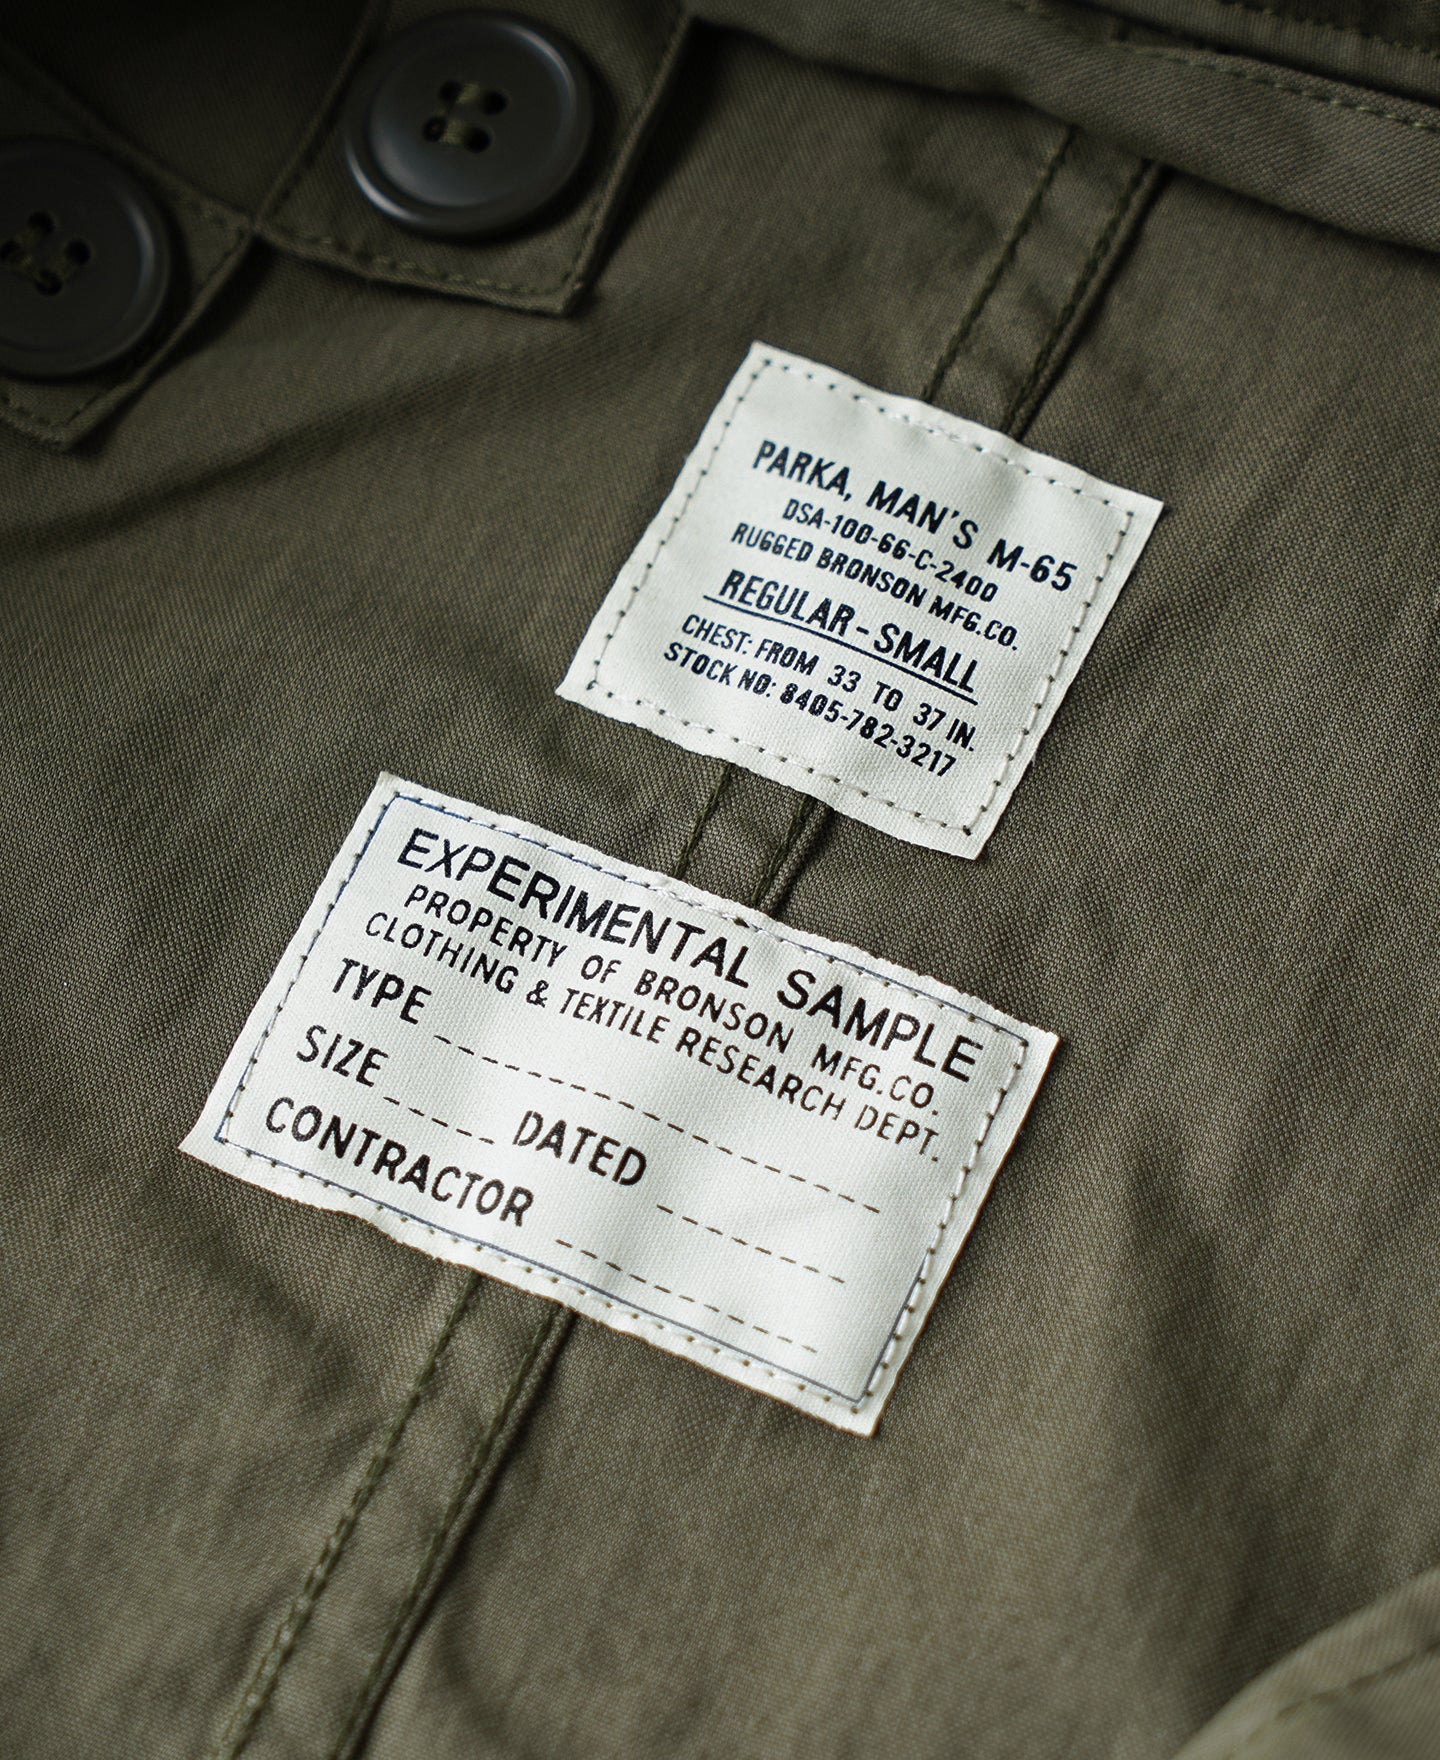 PARKA, MAN'S M-65
DSA-100-66-C-2400
RUGGED BRONSON MFG.CO.
REGULAR-SMALL
CHEST: FROM 33 TO 37 IN.
STOCK NO: 8405-782-3217
EXPERIMENTAL SAMPLE
PROPERTY OF BRONSON MFG.CO.
CLOTHING & TEXTILE RESEARCH DEPT.
TYPE
SIZE DATED
CONTRACTOR